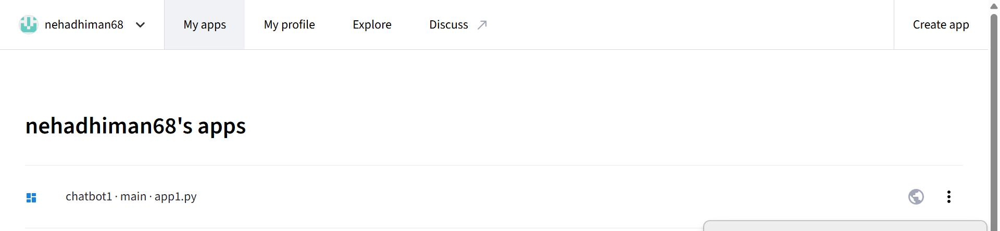 nehadhiman68 My apps My profile Explore Discuss Create app
nehadhiman68's apps
chatbot1 · main · app1.py